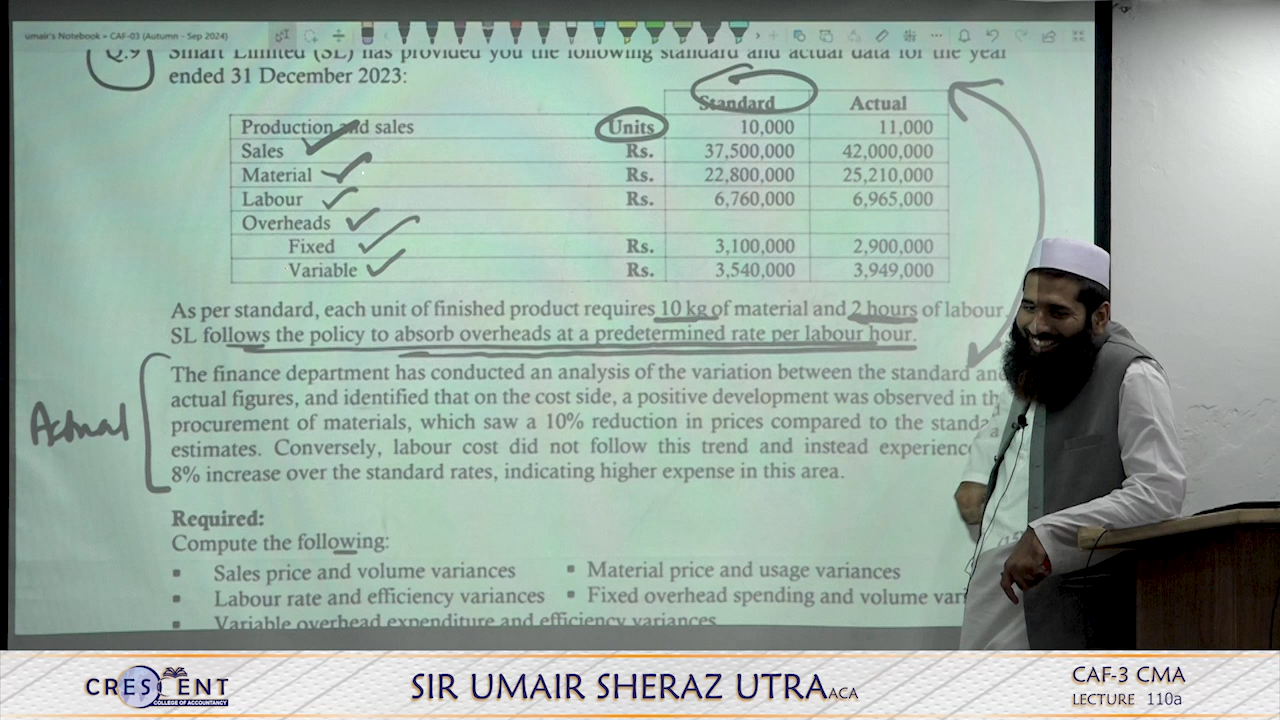 umair's Notebook » CAF-03 (Autumn - Sep 2024)
Q.9 Smart Limited (SL) has provided you the following standard and actual data for the year
ended 31 December 2023:
Standard Actual
Production and sales Units 10,000 11,000
Sales Rs. 37,500,000 42,000,000
Material Rs. 22,800,000 25,210,000
Labour Rs. 6,760,000 6,965,000
Overheads
Fixed Rs. 3,100,000 2,900,000
Variable Rs. 3,540,000 3,949,000
As per standard, each unit of finished product requires 10 kg of material and 2 hours of labour.
SL follows the policy to absorb overheads at a predetermined rate per labour hour.
Actual
The finance department has conducted an analysis of the variation between the standard and
actual figures, and identified that on the cost side, a positive development was observed in
procurement of materials, which saw a 10% reduction in prices compared to the
estimates. Conversely, labour cost did not follow this trend and instead
8% increase over the standard rates, indicating higher expense in this area.
Required:
Compute the following:
▪ Sales price and volume variances ▪ Material price and usage variances
▪ Labour rate and efficiency variances ▪ Fixed overhead spending and volume
▪ Variable overhead expenditure and efficiency variances
CRESCENT
COLLEGE OF ACCOUNTANCY
SIR UMAIR SHERAZ UTRA ACA
CAF-3 CMA
LECTURE 110a